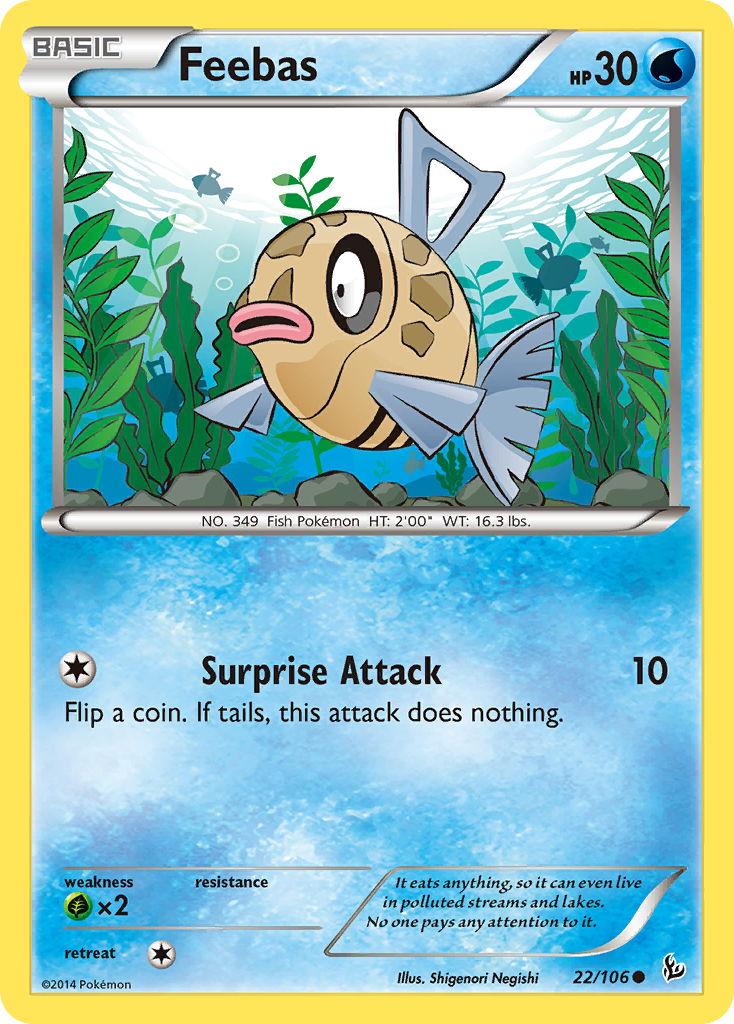 BASIC
Feebas
HP 30
NO. 349 Fish Pokémon HT: 2'00" WT: 16.3 lbs.
Surprise Attack 10
Flip a coin. If tails, this attack does nothing.
weakness resistance
×2
It eats anything, so it can even live
in polluted streams and lakes.
No one pays any attention to it.
retreat
©2014 Pokémon
Illus. Shigenori Negishi
22/106